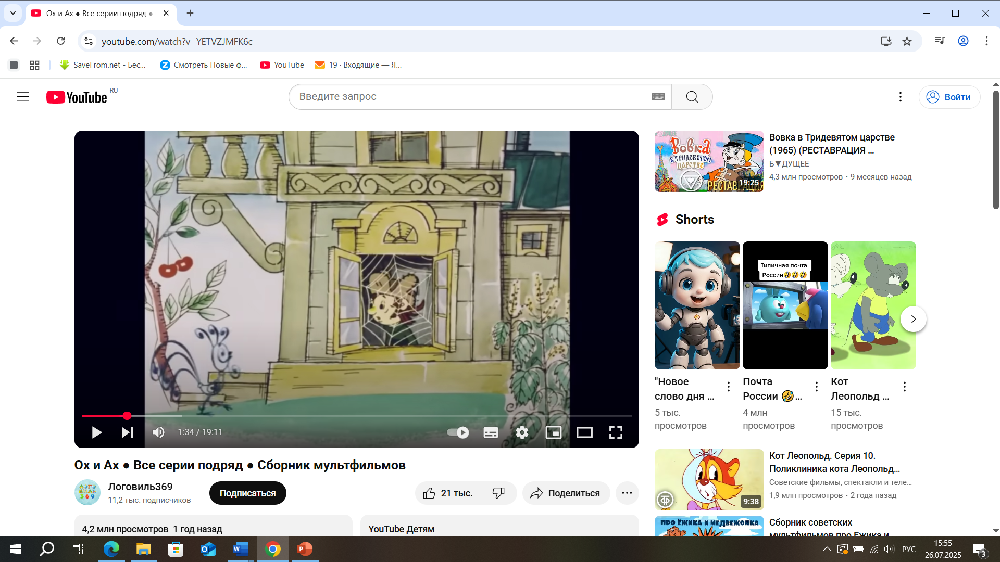 Ох и Ах ● Все серии подряд ●
youtube.com/watch?v=YETVZJMFK6c
SaveFrom.net - Бес...
Смотреть Новые ф...
YouTube
19 · Входящие — Я...
YouTube RU
Введите запрос
Войти
1:34 / 19:11
Ох и Ах ● Все серии подряд ● Сборник мультфильмов
Логовиль369
11,2 тыс. подписчиков
Подписаться
21 тыс.
Поделиться
4,2 млн просмотров 1 год назад
YouTube Детям
Вовка
в тридевятом
царстве
РЕСТАВРАЦИЯ
19:25
Вовка в Тридевятом царстве
(1965) (РЕСТАВРАЦИЯ ...
Б▼ДУЩЕЕ
4,3 млн просмотров • 9 месяцев назад
Shorts
Типичная почта
России🤣🤣🤣
"Новое
слово дня ...
5 тыс.
просмотров
Почта
России 🤣 ...
4 млн
просмотров
Кот
Леопольд ...
15 тыс.
просмотров
9:38
Кот Леопольд. Серия 10.
Поликлиника кота Леопольд...
Советские фильмы, спектакли и теле...
1,9 млн просмотров • 2 года назад
ПРО ЁЖИКА И МЕДВЕЖОНКА
Сборник советских
мультфильмов про Ежика и
РУС
15:55
26.07.2025
3